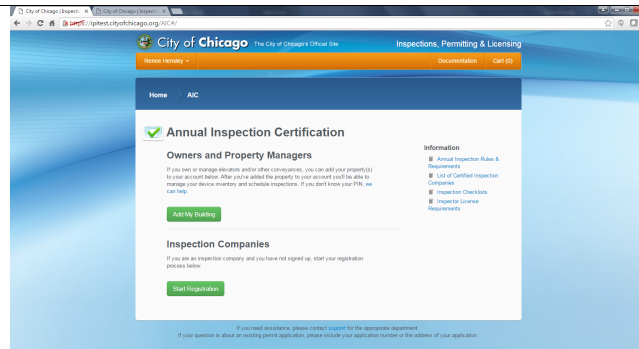 City of Chicago | Inspecti
City of Chicago | Inspecti
https://ipitest.cityofchicago.org/AIC#/
City of Chicago The City of Chicago's Official Site
Inspections, Permitting & Licensing
Renee Hensley
Documentation Cart (0)
Home AIC
Annual Inspection Certification
Owners and Property Managers
If you own or manage elevators and/or other conveyances, you can add your property(s)
to your account below. After you've added the property to your account you'll be able to
manage your device inventory and schedule inspections. If you don't know your PIN, we
can help.
Add My Building
Inspection Companies
If you are an inspection company and you have not signed up, start your registration
process below.
Start Registration
Information
Annual Inspection Rules &
Requirements
List of Certified Inspection
Companies
Inspection Checklists
Inspector License
Requirements
If you need assistance, please contact support for the appropriate department.
If your question is about an existing permit application, please include your application number or the address of your application.